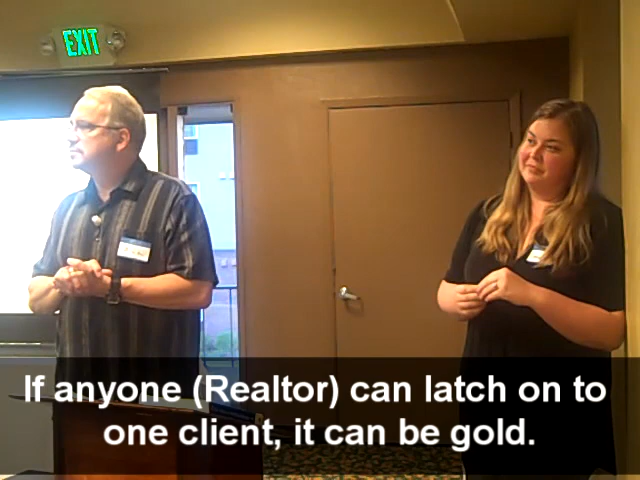 EXIT
If anyone (Realtor) can latch on to
one client, it can be gold.